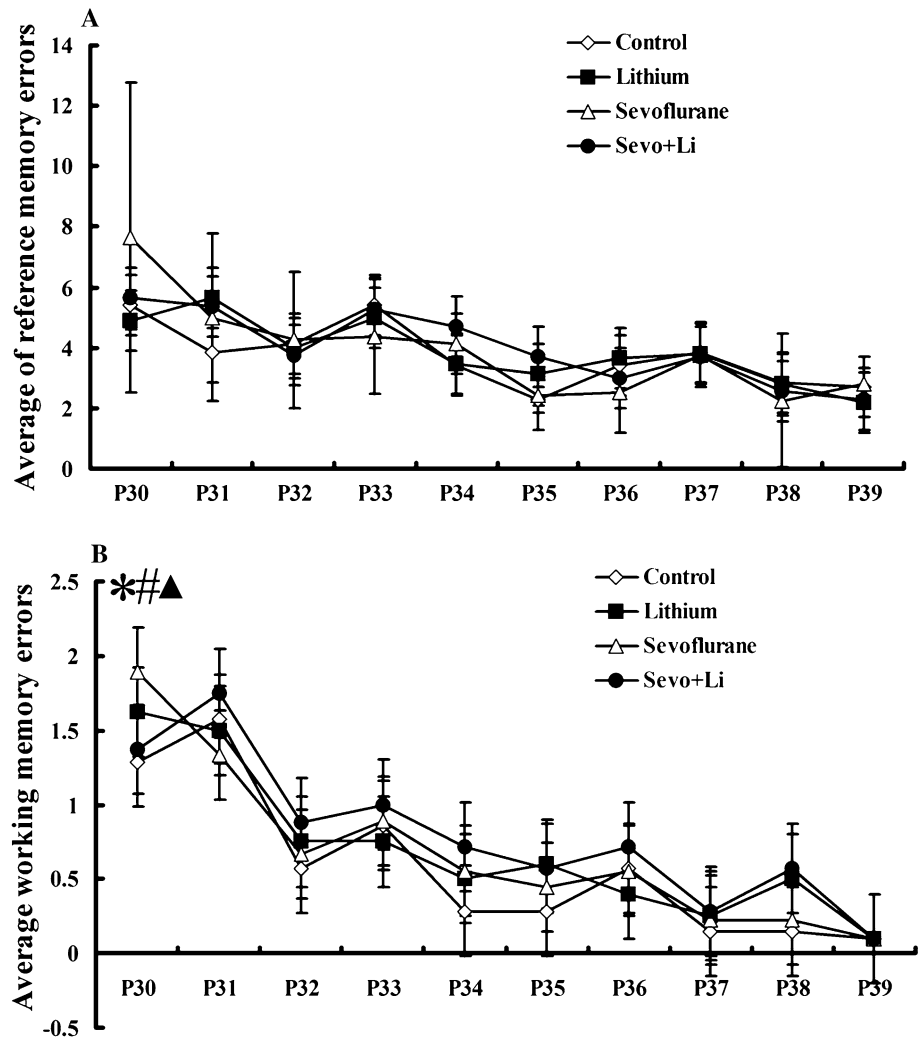 A
Average of reference memory errors
14
12
10
8
6
4
2
0
Control
Lithium
Sevoflurane
Sevo+Li
P30 P31 P32 P33 P34 P35 P36 P37 P38 P39
B
Average working memory errors
2.5
2
1.5
1
0.5
0
-0.5
*#▲
Control
Lithium
Sevoflurane
Sevo+Li
P30 P31 P32 P33 P34 P35 P36 P37 P38 P39